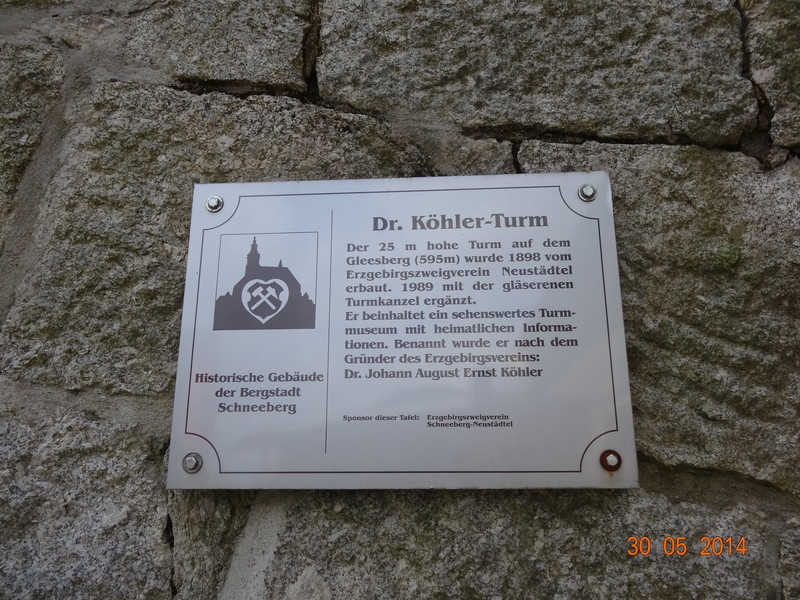 Dr. Köhler-Turm
Der 25 m hohe Turm auf dem
Gleesberg (595m) wurde 1898 vom
Erzgebirgszweigverein Neustädtel
erbaut. 1989 mit der gläserenen
Turmkanzel ergänzt.
Er beinhaltet ein sehenswertes Turm-
museum mit heimatlichen Informa-
tionen. Benannt wurde er nach dem
Gründer des Erzgebirgsvereins:
Dr. Johann August Ernst Köhler
Historische Gebäude
der Bergstadt
Schneeberg
Sponsor dieser Tafel: Erzgebirgszweigverein
Schneeberg-Neustädtel
30 05 2014